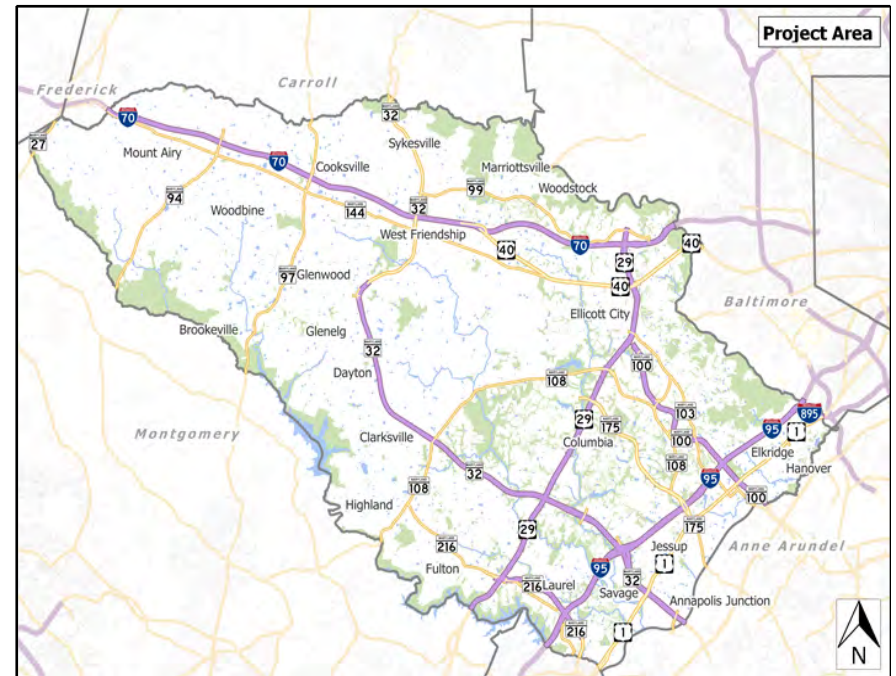 Project Area
Carroll
Frederick
70
32
27
Mount Airy
Sykesville
70
Cooksville
Marriottsville
99
Woodstock
94
Woodbine
144
32
West Friendship
70
40
40
29
97
Glenwood
40
Baltimore
Ellicott City
Brookeville
Glenelg
32
100
Dayton
108
895
103
29
175
95
1
Montgomery
Clarksville
Columbia
100
Elkridge
108
Hanover
32
95
108
100
Highland
175
29
216
Jessup
Anne Arundel
Fulton
1
95
32
216
Laurel
Savage
Annapolis Junction
216
1
N